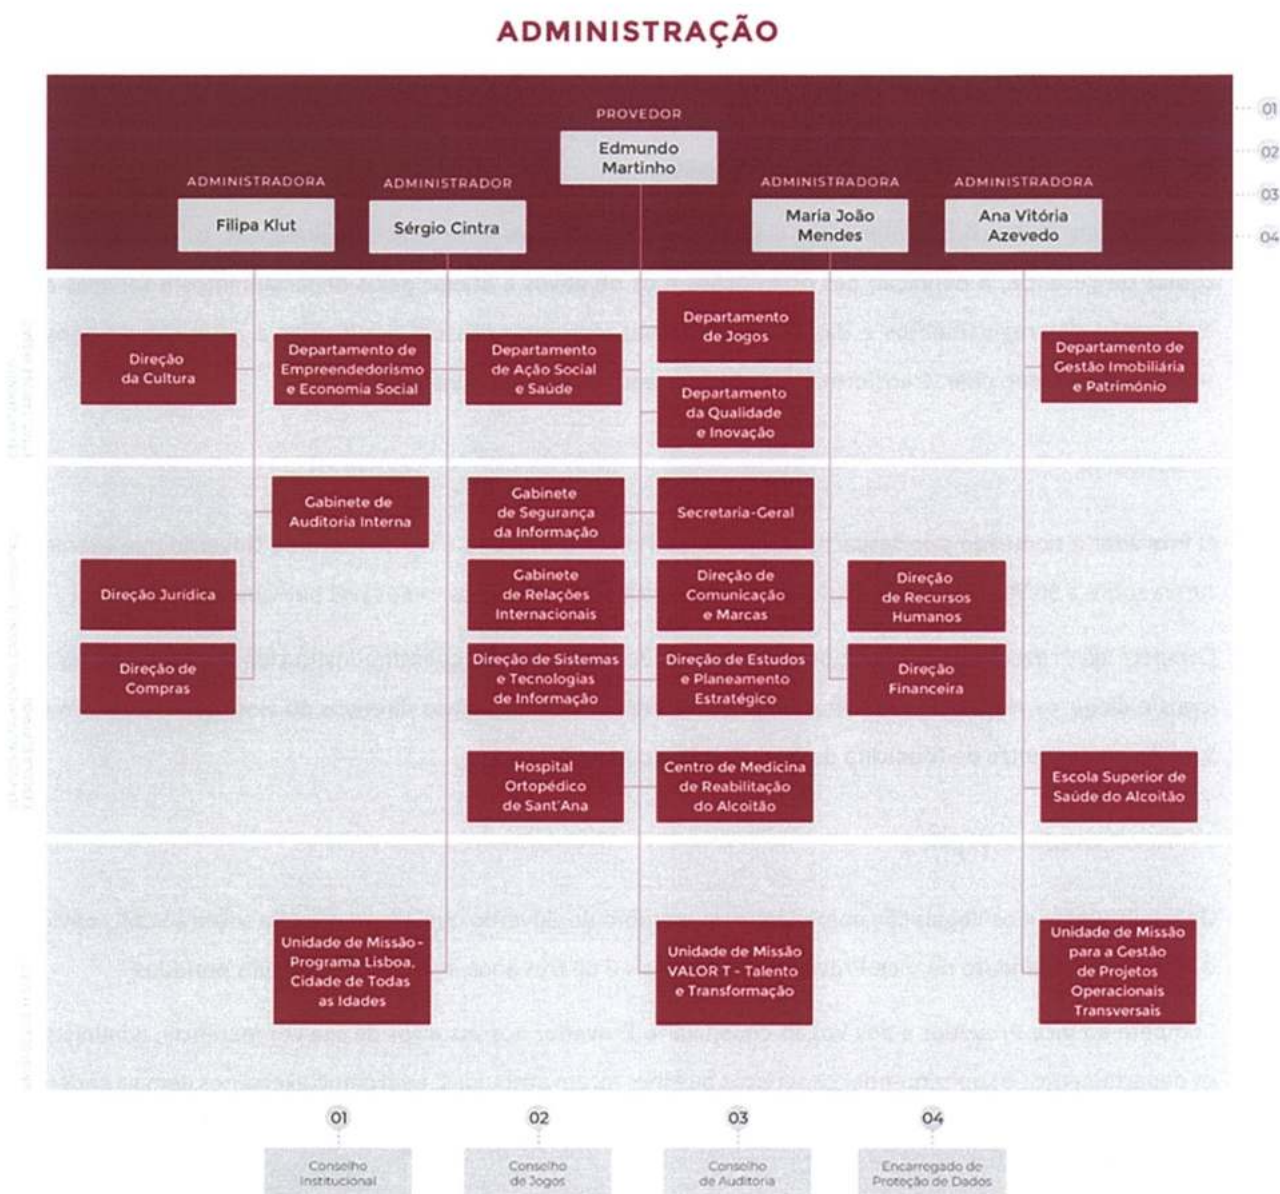 ADMINISTRAÇÃO
PROVEDOR
Edmundo
Martinho
ADMINISTRADORA
Filipa Klut
ADMINISTRADOR
Sérgio Cintra
ADMINISTRADORA
Maria João
Mendes
ADMINISTRADORA
Ana Vitória
Azevedo
01
02
03
04
Direção
da Cultura
Departamento de
Empreendedorismo
e Economia Social
Departamento
de Ação Social
e Saúde
Departamento
de Jogos
Departamento
da Qualidade
e Inovação
Departamento de
Gestão Imobiliária
e Património
Gabinete de
Auditoria Interna
Gabinete
de Segurança
da Informação
Secretaria-Geral
Direção Jurídica
Gabinete
de Relações
Internacionais
Direção de
Comunicação
e Marcas
Direção
de Recursos
Humanos
Direção de
Compras
Direção de Sistemas
e Tecnologias
de Informação
Direção de Estudos
e Planeamento
Estratégico
Direção
Financeira
Hospital
Ortopédico
de Sant'Ana
Centro de Medicina
de Reabilitação
do Alcoitão
Escola Superior de
Saúde do Alcoitão
Unidade de Missão -
Programa Lisboa,
Cidade de Todas
as Idades
Unidade de Missão
VALOR T - Talento
e Transformação
Unidade de Missão
para a Gestão
de Projetos
Operacionais
Transversais
01
Conselho
Institucional
02
Conselho
de Jogos
03
Conselho
de Auditoria
04
Encarregado de
Proteção de Dados